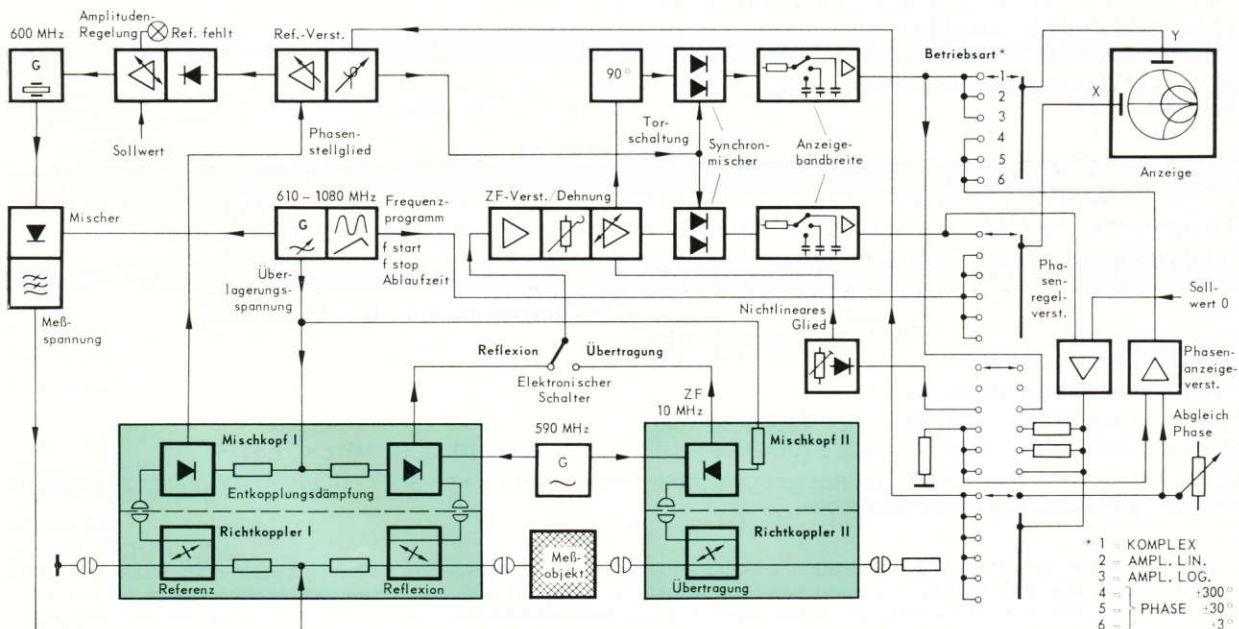 Amplituden-
Regelung
Ref. fehlt
600 MHz
G
Ref.-Verst.
Sollwert
Phasen-
stellglied
90°
Tor-
schaltung
Synchron-
mischer
Anzeige-
bandbreite
Betriebsart *
1
2
3
4
5
6
Y
X
Anzeige
Mischer
610 – 1080 MHz
G
Frequenz-
programm
f start
f stop
Ablaufzeit
Über-
lagerungs-
spannung
ZF-Verst./Dehnung
Meß-
spannung
Nichtlineares
Glied
Pha-
sen-
regel-
verst.
Soll-
wert 0
Phasen-
anzeige-
verst.
Abgleich
Phase
Reflexion
Übertragung
Elektronischer
Schalter
ZF
10 MHz
590 MHz
G
Mischkopf I
Entkopplungsdämpfung
Richtkoppler I
Referenz
Reflexion
Meß-
objekt
Mischkopf II
Richtkoppler II
Übertragung
* 1 = KOMPLEX
2 = AMPL. LIN.
3 = AMPL. LOG.
4 = ±300°
5 = PHASE ±30°
6 = ±3°